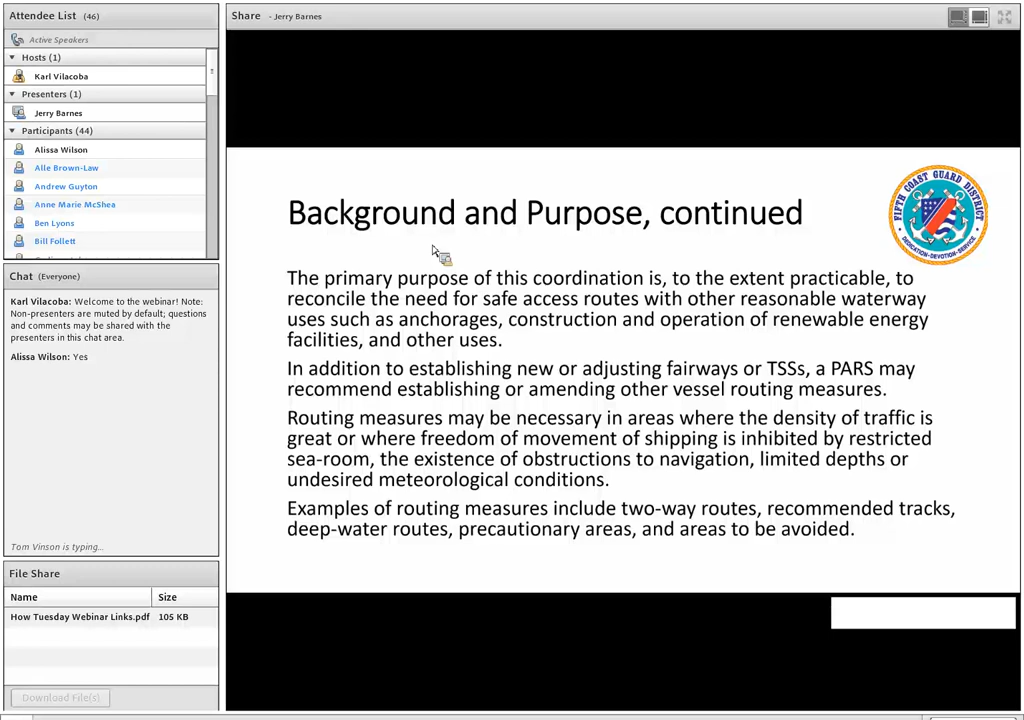 Attendee List (46)
Active Speakers
Hosts (1)
Karl Vilacoba
Presenters (1)
Jerry Barnes
Participants (44)
Alissa Wilson
Alle Brown-Law
Andrew Guyton
Anne Marie McShea
Ben Lyons
Bill Follett
Chat (Everyone)
Karl Vilacoba: Welcome to the webinar! Note:
Non-presenters are muted by default; questions
and comments may be shared with the
presenters in this chat area.
Alissa Wilson: Yes
Tom Vinson is typing...
File Share
Name Size
How Tuesday Webinar Links.pdf 105 KB
Download File(s)
Share - Jerry Barnes
Background and Purpose, continued
FIFTH COAST GUARD DISTRICT
DEDICATION-DEVOTION-SERVICE
The primary purpose of this coordination is, to the extent practicable, to
reconcile the need for safe access routes with other reasonable waterway
uses such as anchorages, construction and operation of renewable energy
facilities, and other uses.
In addition to establishing new or adjusting fairways or TSSs, a PARS may
recommend establishing or amending other vessel routing measures.
Routing measures may be necessary in areas where the density of traffic is
great or where freedom of movement of shipping is inhibited by restricted
sea-room, the existence of obstructions to navigation, limited depths or
undesired meteorological conditions.
Examples of routing measures include two-way routes, recommended tracks,
deep-water routes, precautionary areas, and areas to be avoided.